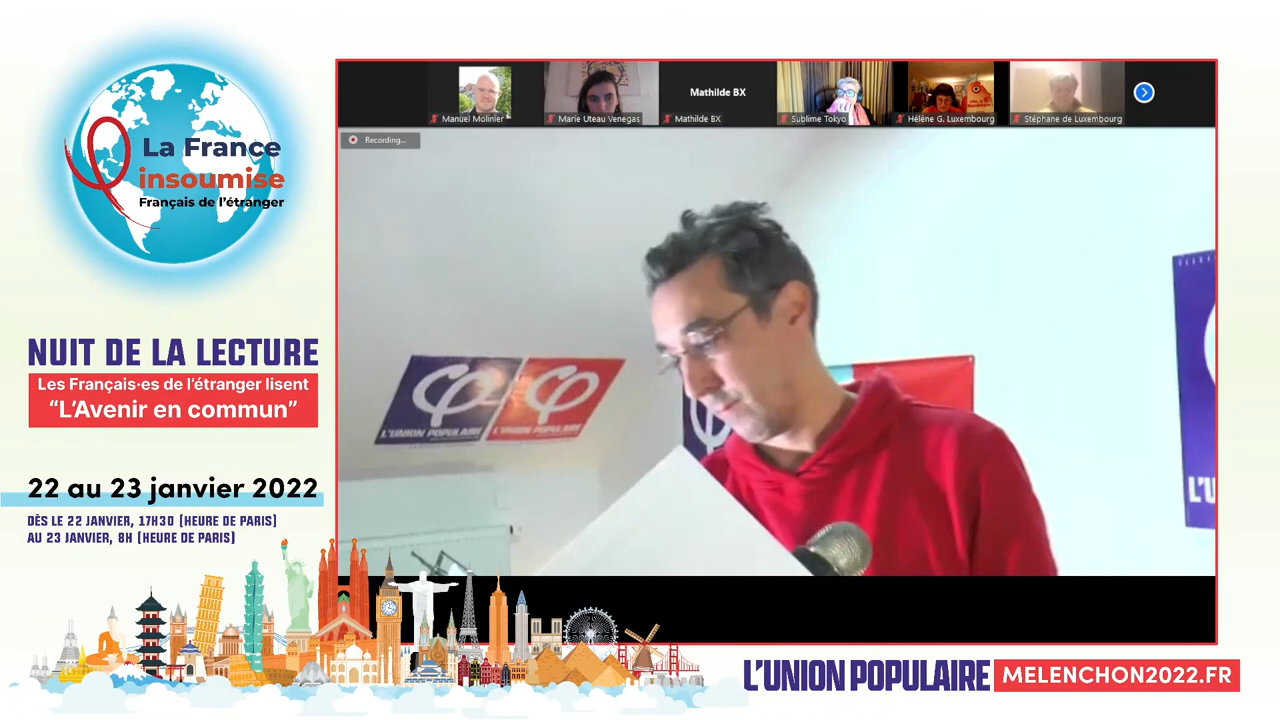 La France
insoumise
Français de l'étranger
NUIT DE LA LECTURE
Les Français·es de l'étranger lisent
“L'Avenir en commun”
22 au 23 janvier 2022
DÈS LE 22 JANVIER, 17H30 (HEURE DE PARIS)
AU 23 JANVIER, 8H (HEURE DE PARIS)
Manuel Molinier
Marie Uteau Venegas
Mathilde BX
Mathilde BX
Sublime Tokyo
Hélène G. Luxembourg
Stéphane de Luxembourg
Recording...
L'UNION POPULAIRE
L'UNION POPULAIRE
L'U
L'UNION POPULAIRE
MELENCHON2022.FR